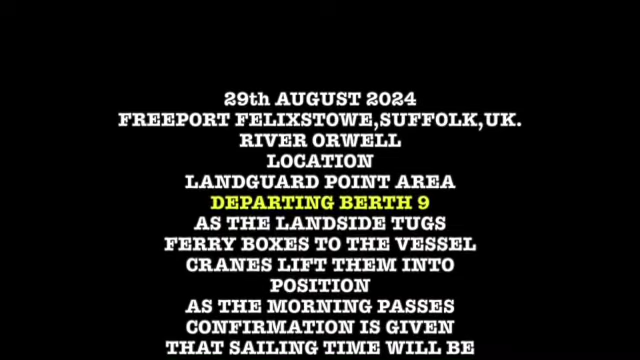 29th AUGUST 2024
FREEPORT FELIXSTOWE,SUFFOLK,UK.
RIVER ORWELL
LOCATION
LANDGUARD POINT AREA
DEPARTING BERTH 9
AS THE LANDSIDE TUGS
FERRY BOXES TO THE VESSEL
CRANES LIFT THEM INTO
POSITION
AS THE MORNING PASSES
CONFIRMATION IS GIVEN
THAT SAILING TIME WILL BE